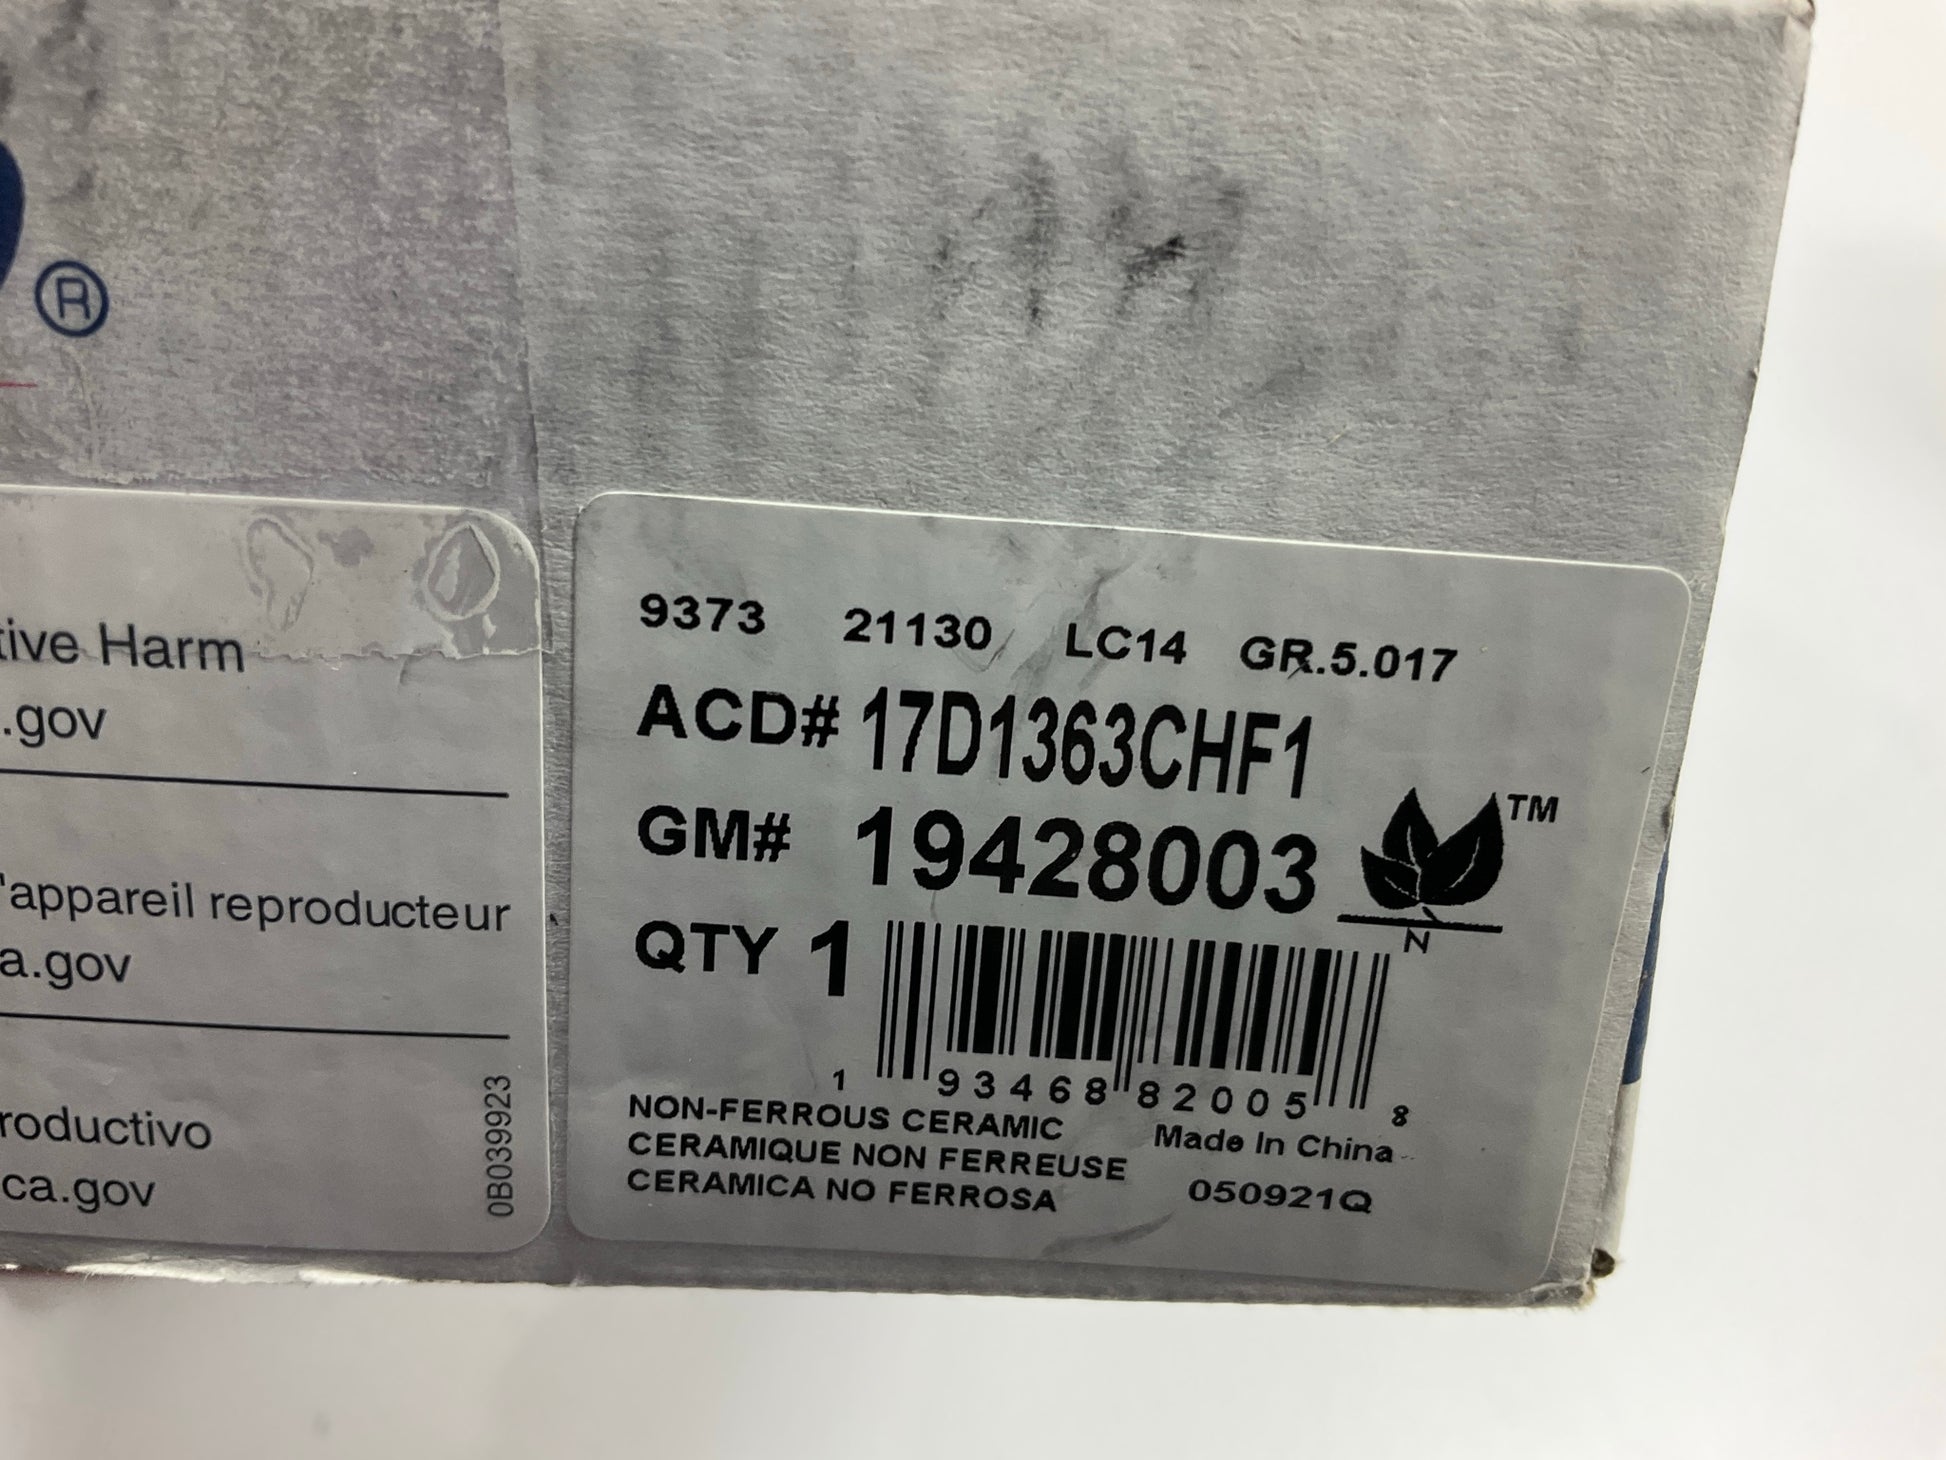 ®
tive Harm
.gov
'appareil reproducteur
a.gov
roductivo
ca.gov
0B039923
9373 21130 LC14 GR.5.017
ACD# 17D1363CHF1
GM# 19428003
TM
N
QTY 1
1 93468 82005 8
NON-FERROUS CERAMIC
CERAMIQUE NON FERREUSE
CERAMICA NO FERROSA
Made In China
050921Q